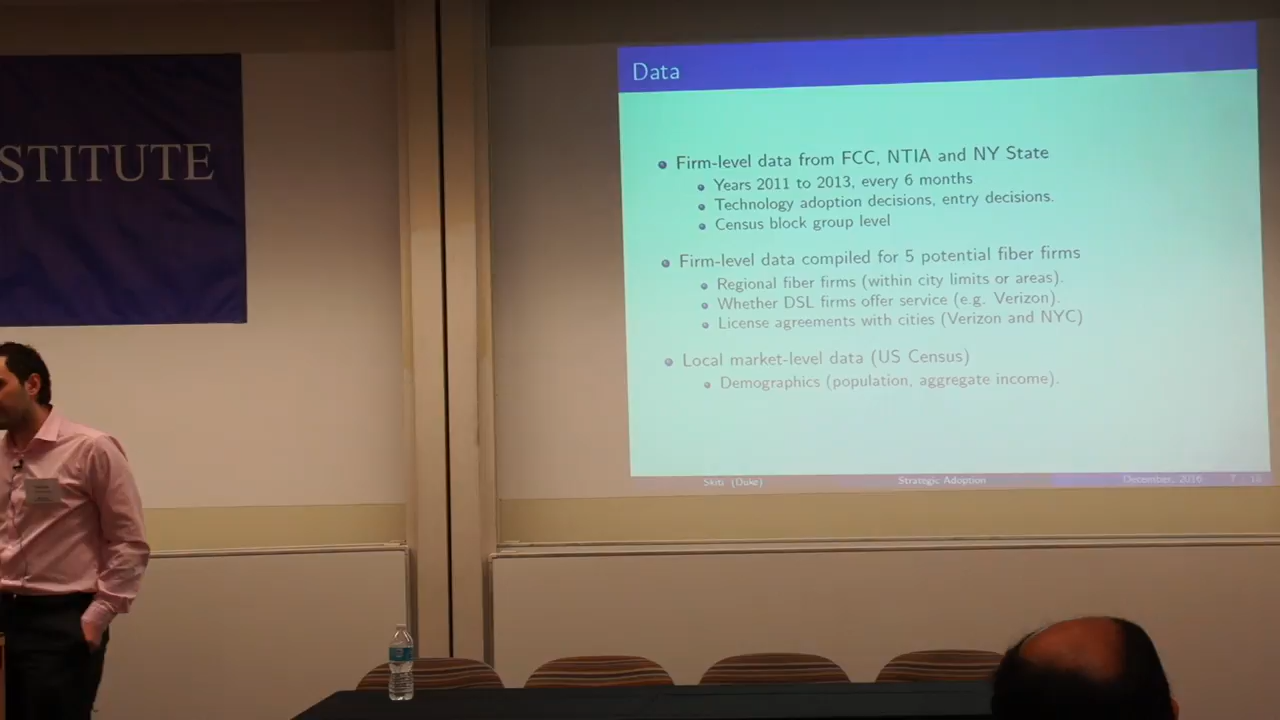 STITUTE
Data
Firm-level data from FCC, NTIA and NY State
Years 2011 to 2013, every 6 months
Technology adoption decisions, entry decisions.
Census block group level
Firm-level data compiled for 5 potential fiber firms
Regional fiber firms (within city limits or areas).
Whether DSL firms offer service (e.g. Verizon).
License agreements with cities (Verizon and NYC)
Local market-level data (US Census)
Demographics (population, aggregate income).
Skiti (Duke) Strategic Adoption December, 2016 7